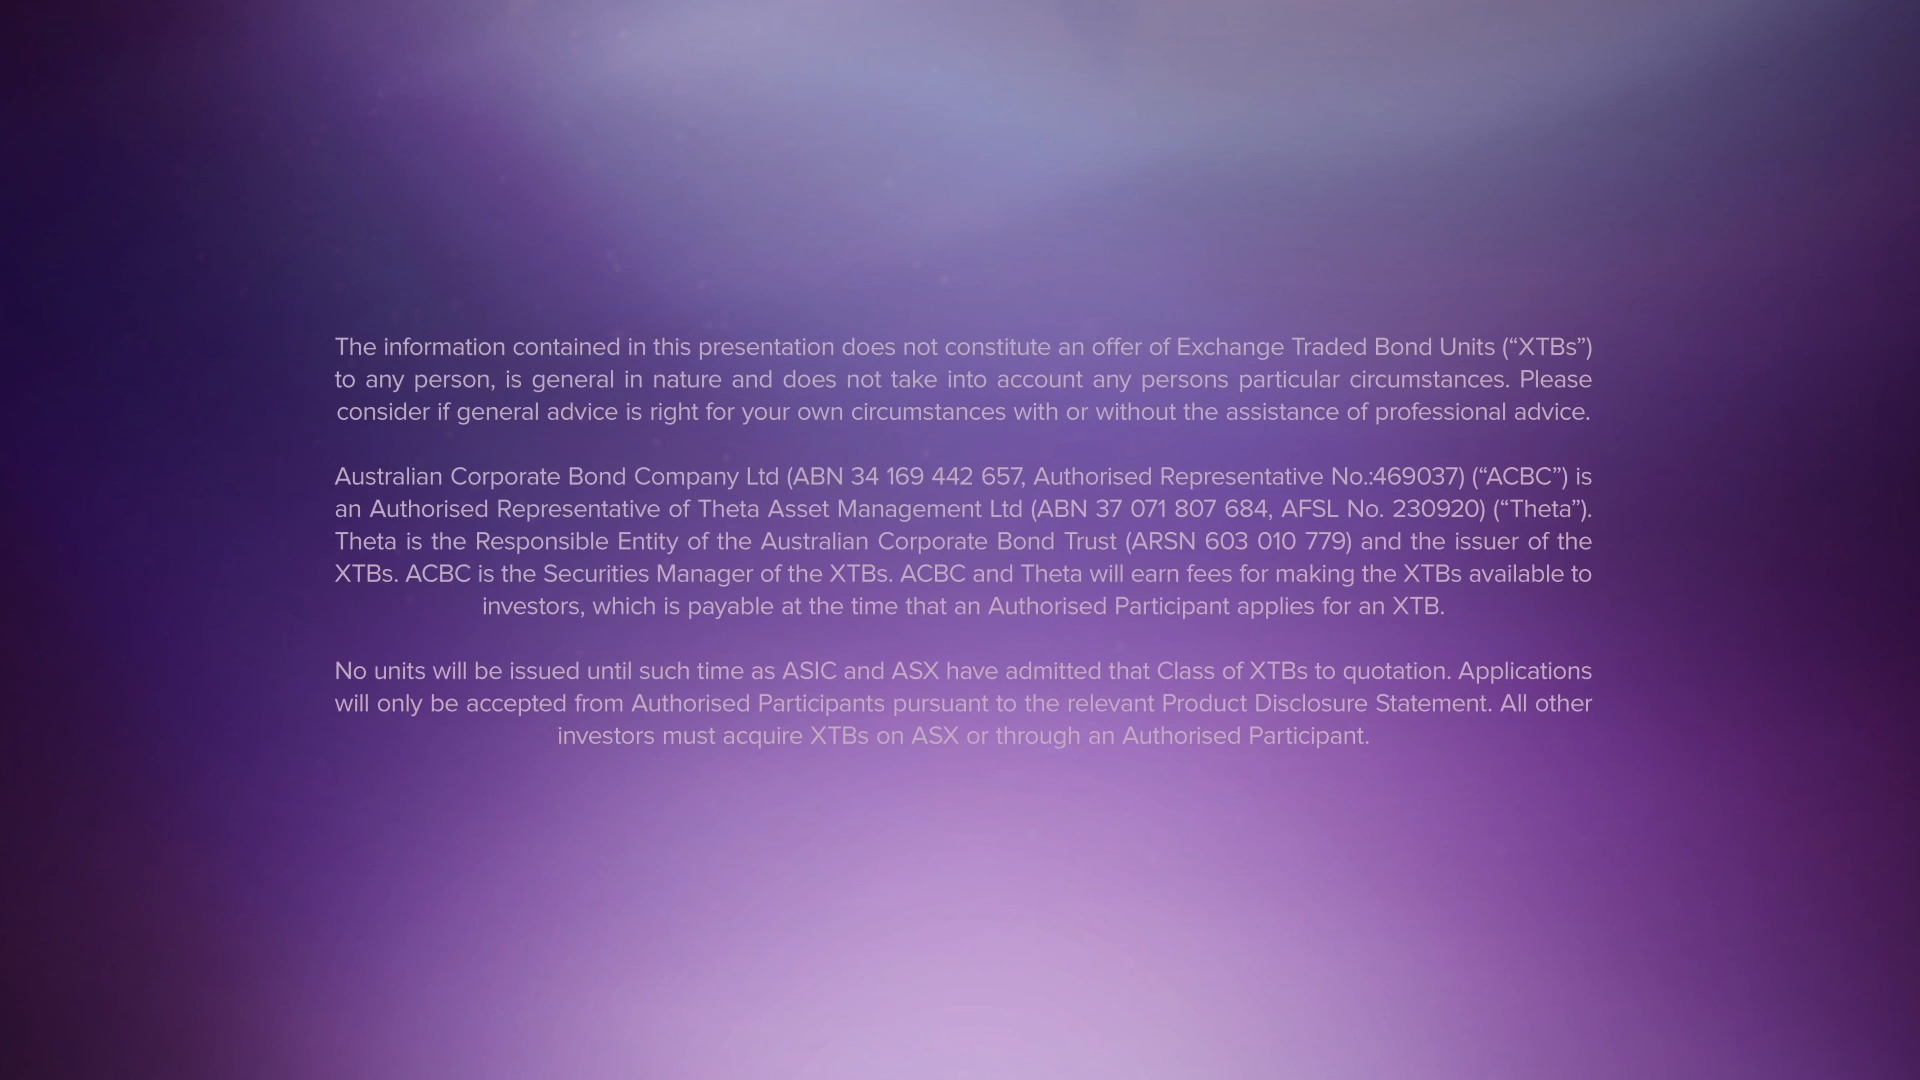 The information contained in this presentation does not constitute an offer of Exchange Traded Bond Units (“XTBs”)
to any person, is general in nature and does not take into account any persons particular circumstances. Please
consider if general advice is right for your own circumstances with or without the assistance of professional advice.
Australian Corporate Bond Company Ltd (ABN 34 169 442 657, Authorised Representative No.:469037) (“ACBC”) is
an Authorised Representative of Theta Asset Management Ltd (ABN 37 071 807 684, AFSL No. 230920) (“Theta”).
Theta is the Responsible Entity of the Australian Corporate Bond Trust (ARSN 603 010 779) and the issuer of the
XTBs. ACBC is the Securities Manager of the XTBs. ACBC and Theta will earn fees for making the XTBs available to
investors, which is payable at the time that an Authorised Participant applies for an XTB.
No units will be issued until such time as ASIC and ASX have admitted that Class of XTBs to quotation. Applications
will only be accepted from Authorised Participants pursuant to the relevant Product Disclosure Statement. All other
investors must acquire XTBs on ASX or through an Authorised Participant.